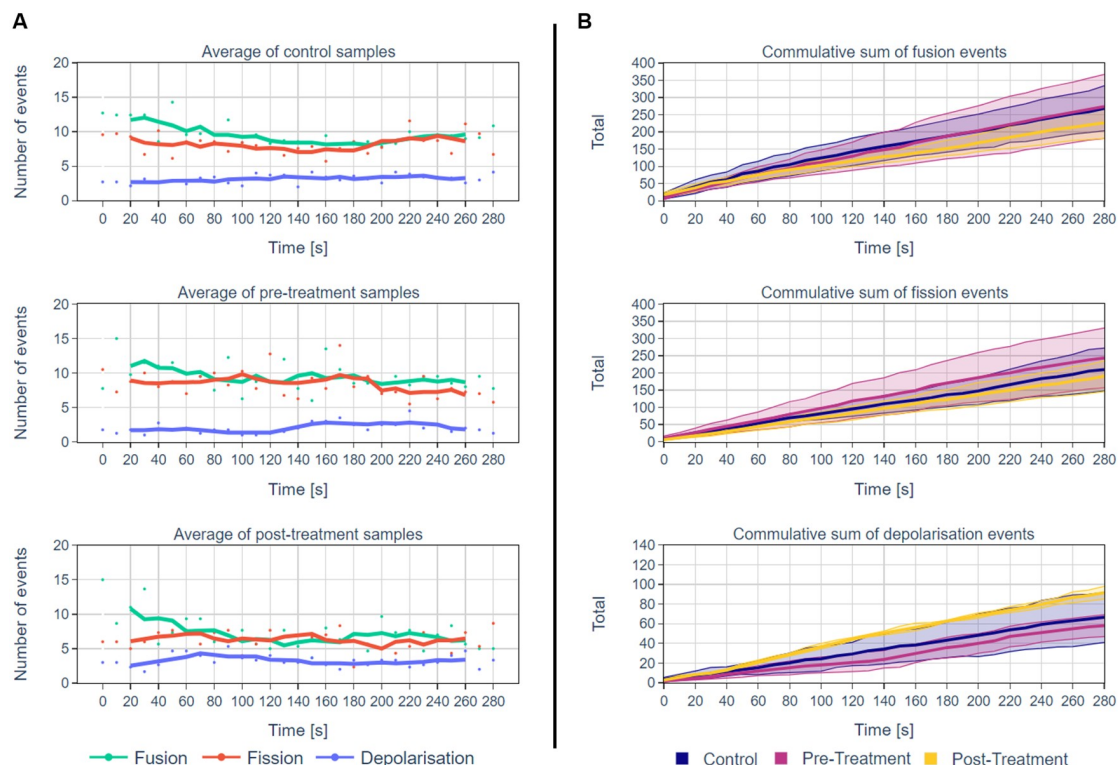 A
Average of control samples
Number of events
20
15
10
5
0
0 20 40 60 80 100 120 140 160 180 200 220 240 260 280
Time [s]
Average of pre-treatment samples
Number of events
20
15
10
5
0
0 20 40 60 80 100 120 140 160 180 200 220 240 260 280
Time [s]
Average of post-treatment samples
Number of events
20
15
10
5
0
0 20 40 60 80 100 120 140 160 180 200 220 240 260 280
Time [s]
Fusion Fission Depolarisation
B
Commulative sum of fusion events
Total
400
350
300
250
200
150
100
50
0
0 20 40 60 80 100 120 140 160 180 200 220 240 260 280
Time [s]
Commulative sum of fission events
Total
400
350
300
250
200
150
100
50
0
0 20 40 60 80 100 120 140 160 180 200 220 240 260 280
Time [s]
Commulative sum of depolarisation events
Total
140
120
100
80
60
40
20
0
0 20 40 60 80 100 120 140 160 180 200 220 240 260 280
Time [s]
Control Pre-Treatment Post-Treatment